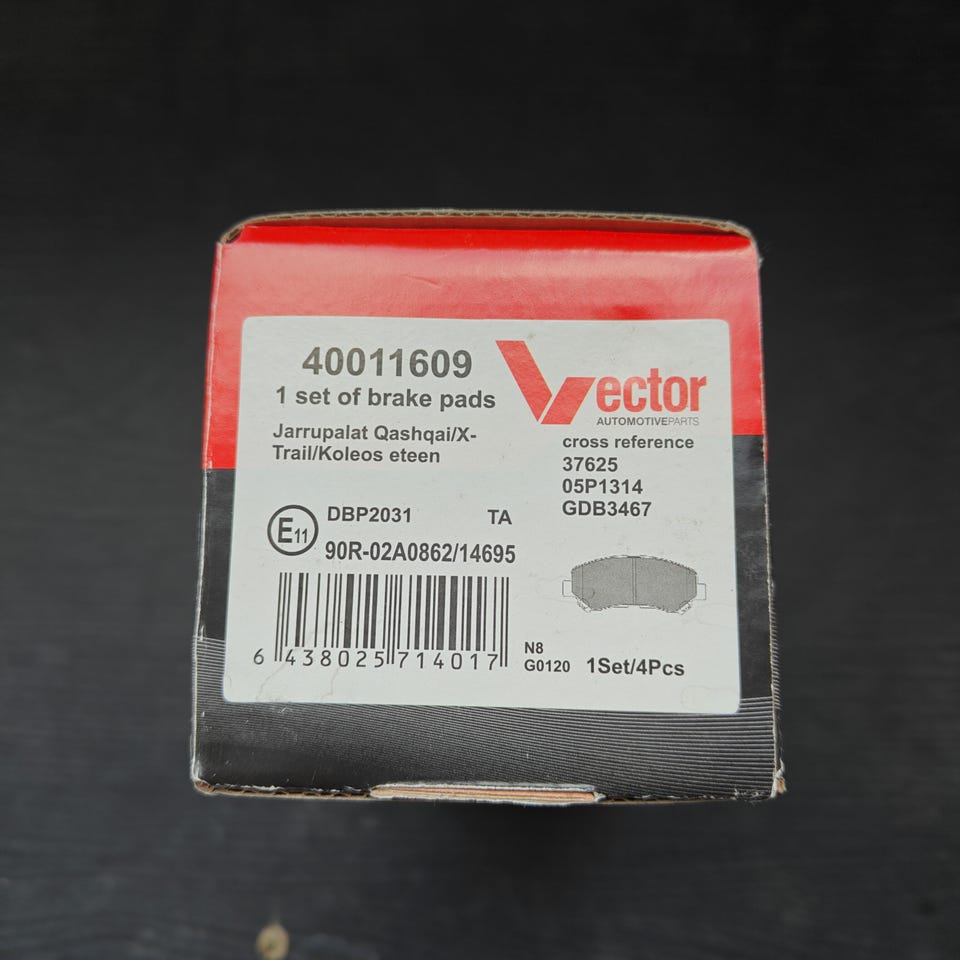 40011609
1 set of brake pads
Jarrupalat Qashqai/X-
Trail/Koleos eteen
Vector
AUTOMOTIVEPARTS
cross reference
37625
05P1314
GDB3467
E11
DBP2031 TA
90R-02A0862/14695
6 438025 714017
N8
G0120 1Set/4Pcs